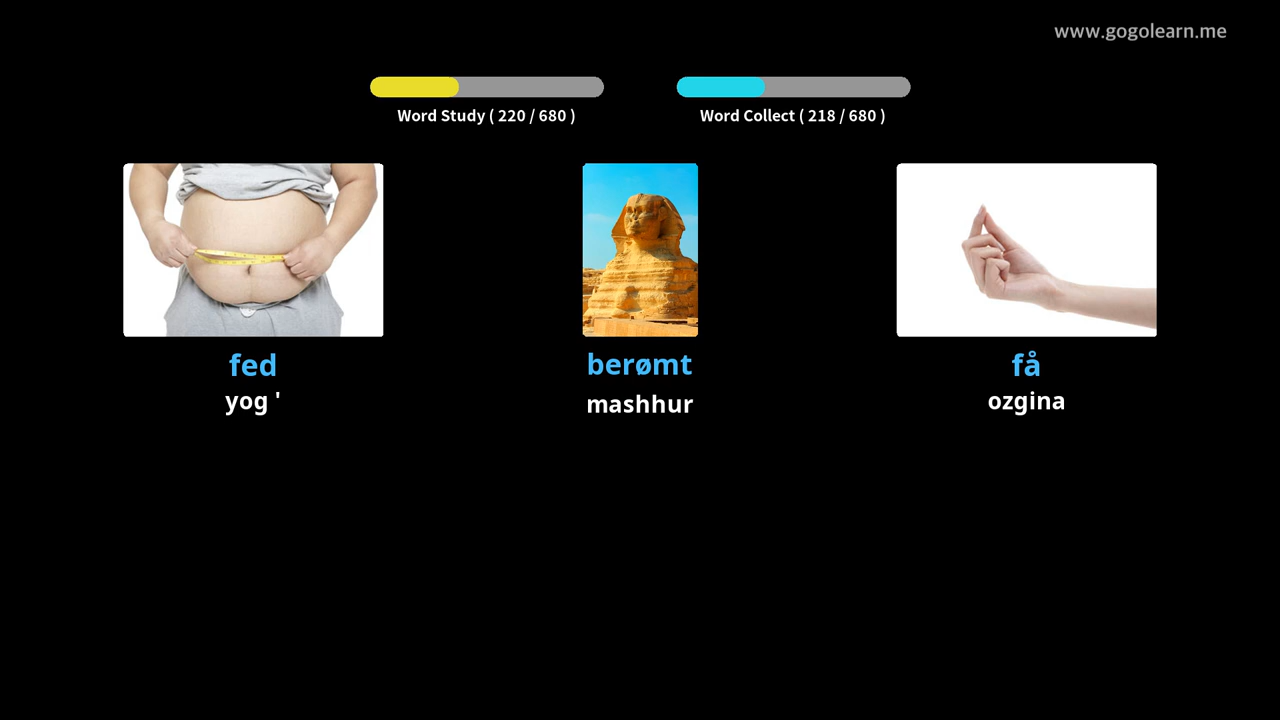 www.gogolearn.me
Word Study ( 220 / 680 )
Word Collect ( 218 / 680 )
fed
yog '
berømt
mashhur
få
ozgina